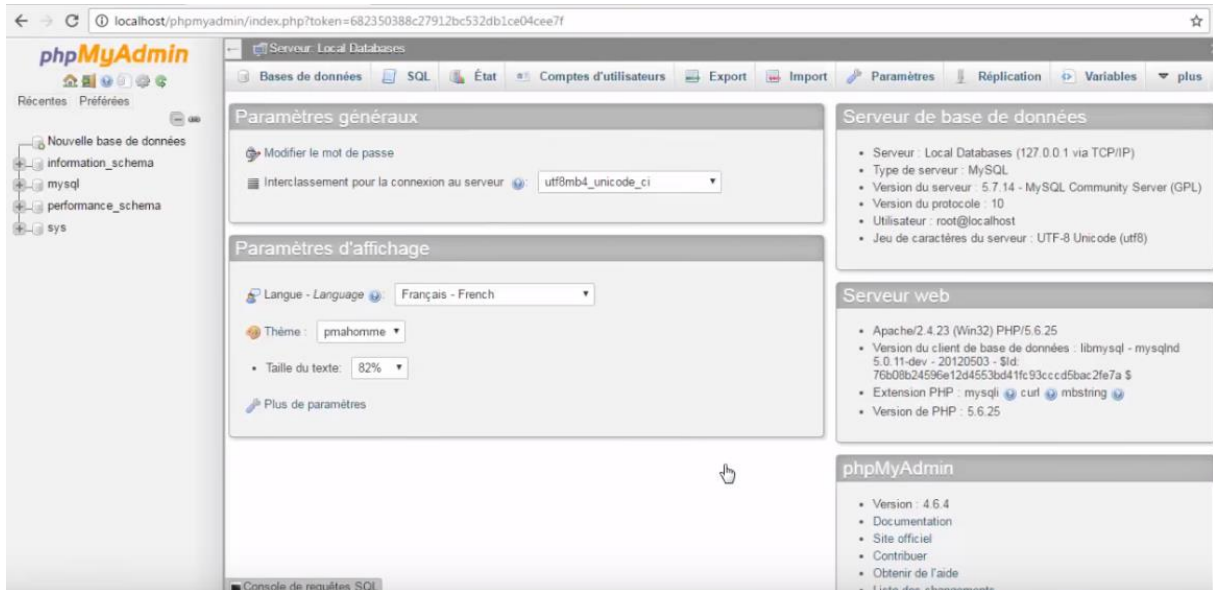 localhost/phpmyadmin/index.php?token=682350388c27912bc532db1ce04cee7f
phpMyAdmin
Récentes Préférées
Nouvelle base de données
information_schema
mysql
performance_schema
sys
Serveur: Local Databases
Bases de données SQL État Comptes d'utilisateurs Export Import Paramètres Réplication Variables plus
Paramètres généraux
Modifier le mot de passe
Interclassement pour la connexion au serveur : utf8mb4_unicode_ci
Paramètres d'affichage
Langue - Language : Français - French
Thème : pmahomme
Taille du texte: 82%
Plus de paramètres
Console de requêtes SQL
Serveur de base de données
Serveur : Local Databases (127.0.0.1 via TCP/IP)
Type de serveur : MySQL
Version du serveur : 5.7.14 - MySQL Community Server (GPL)
Version du protocole : 10
Utilisateur : root@localhost
Jeu de caractères du serveur : UTF-8 Unicode (utf8)
Serveur web
Apache/2.4.23 (Win32) PHP/5.6.25
Version du client de base de données : libmysql - mysqlnd
5.0.11-dev - 20120503 - $Id:
76b08b24596e12d4553bd41fc93cccd5bac2fe7a $
Extension PHP : mysqli curl mbstring
Version de PHP : 5.6.25
phpMyAdmin
Version : 4.6.4
Documentation
Site officiel
Contribuer
Obtenir de l'aide
Liste des changements